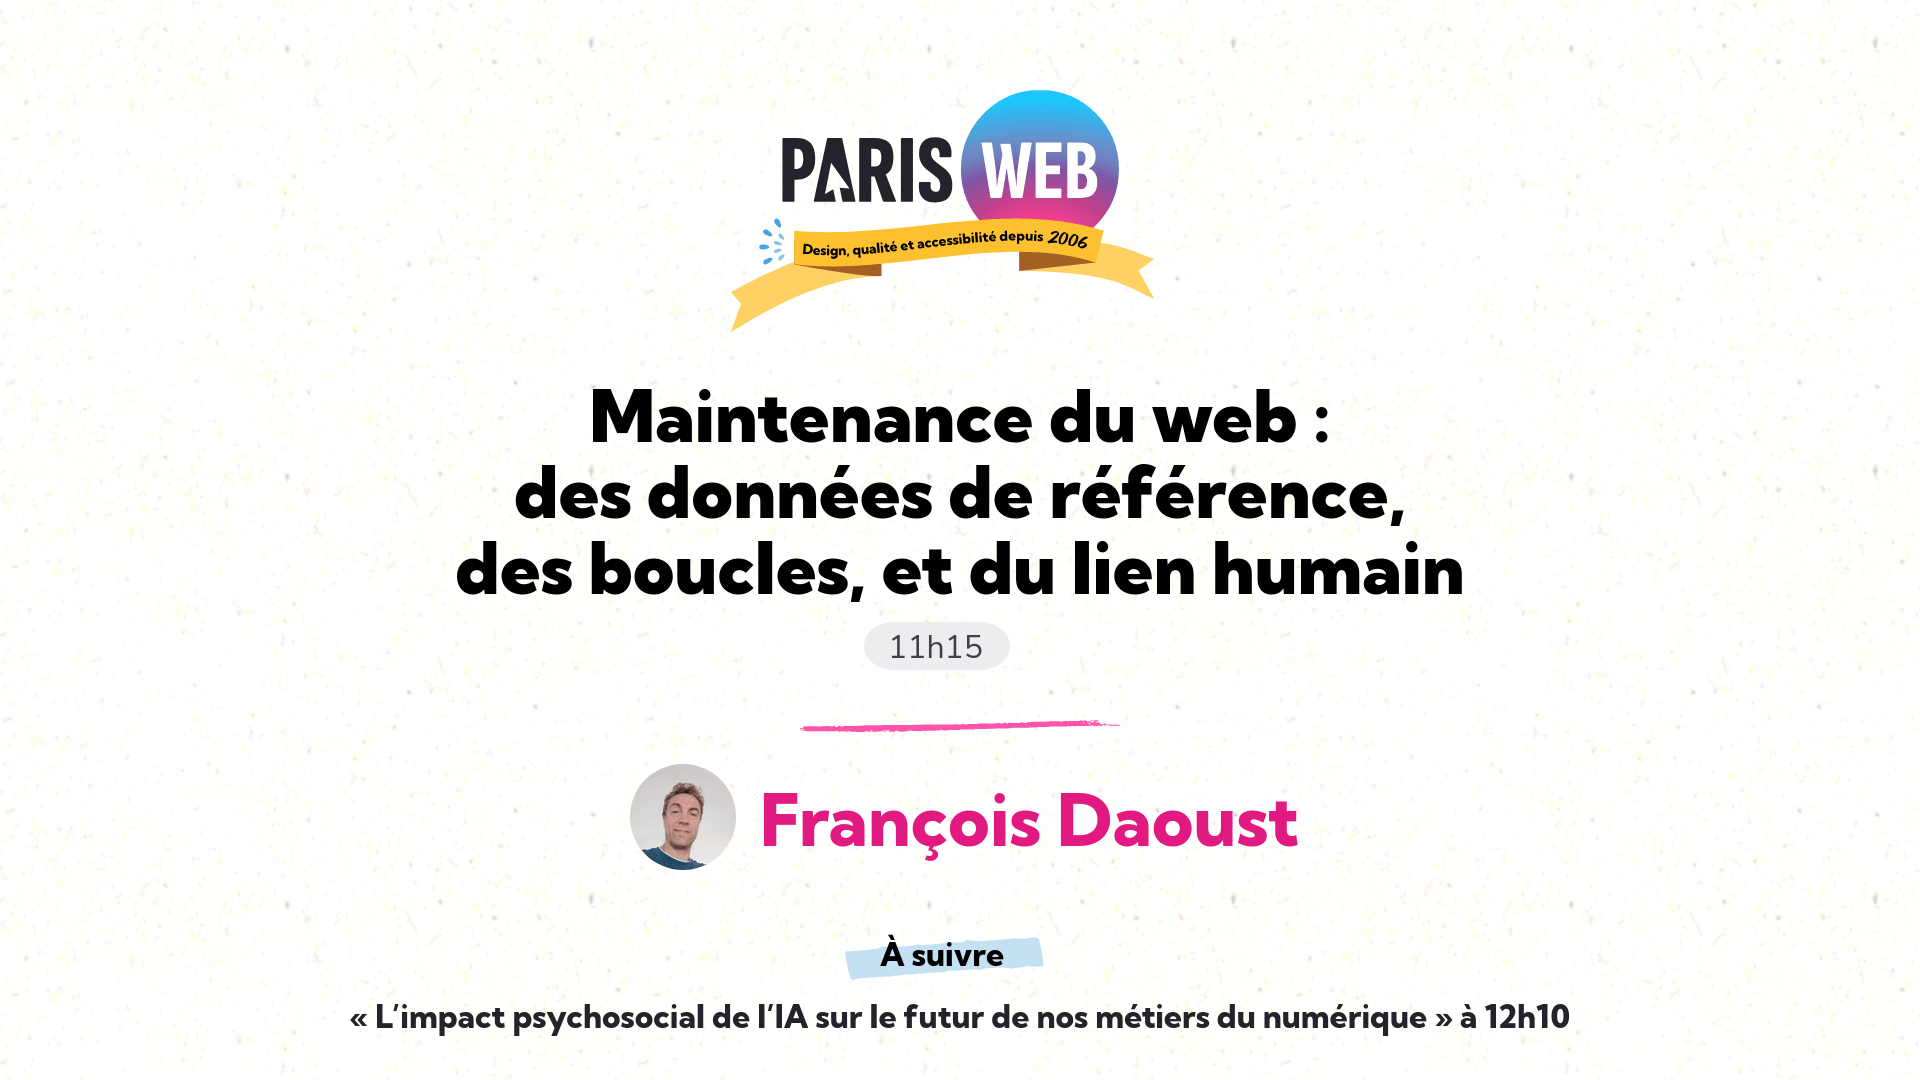 PARIS WEB
Design, qualité et accessibilité depuis 2006
Maintenance du web :
des données de référence,
des boucles, et du lien humain
11h15
François Daoust
À suivre
« L’impact psychosocial de l’IA sur le futur de nos métiers du numérique » à 12h10